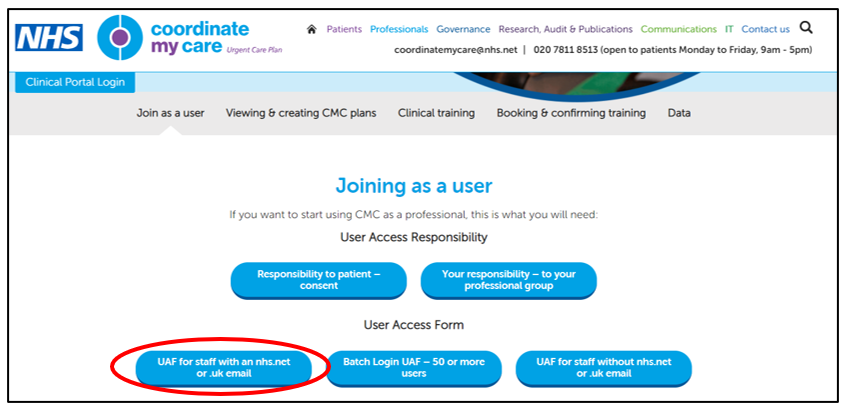 NHS
coordinate
my care Urgent Care Plan
Patients Professionals Governance Research, Audit & Publications Communications IT Contact us
coordinatemycare@nhs.net | 020 7811 8513 (open to patients Monday to Friday, 9am - 5pm)
Clinical Portal Login
Join as a user Viewing & creating CMC plans Clinical training Booking & confirming training Data
Joining as a user
If you want to start using CMC as a professional, this is what you will need:
User Access Responsibility
Responsibility to patient –
consent
Your responsibility – to your
professional group
User Access Form
UAF for staff with an nhs.net
or .uk email
Batch Login UAF – 50 or more
users
UAF for staff without nhs.net
or .uk email